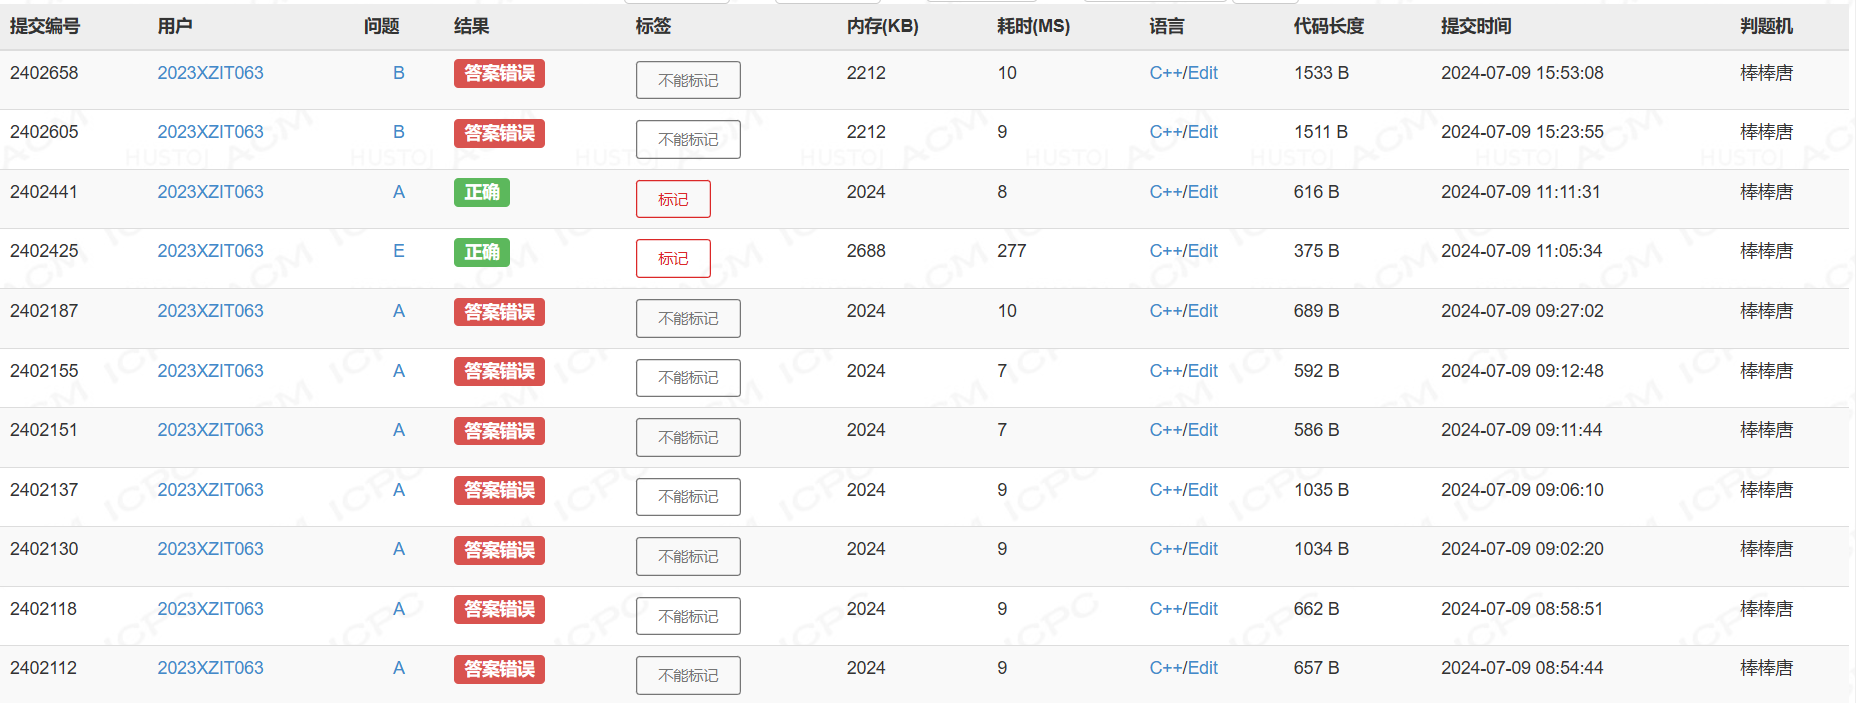 提交编号 用户 问题 结果 标签 内存(KB) 耗时(MS) 语言 代码长度 提交时间 判题机
2402658 2023XZIT063 B 答案错误 不能标记 2212 10 C++/Edit 1533 B 2024-07-09 15:53:08 棒棒唐
2402605 2023XZIT063 B 答案错误 不能标记 2212 9 C++/Edit 1511 B 2024-07-09 15:23:55 棒棒唐
2402441 2023XZIT063 A 正确 标记 2024 8 C++/Edit 616 B 2024-07-09 11:11:31 棒棒唐
2402425 2023XZIT063 E 正确 标记 2688 277 C++/Edit 375 B 2024-07-09 11:05:34 棒棒唐
2402187 2023XZIT063 A 答案错误 不能标记 2024 10 C++/Edit 689 B 2024-07-09 09:27:02 棒棒唐
2402155 2023XZIT063 A 答案错误 不能标记 2024 7 C++/Edit 592 B 2024-07-09 09:12:48 棒棒唐
2402151 2023XZIT063 A 答案错误 不能标记 2024 7 C++/Edit 586 B 2024-07-09 09:11:44 棒棒唐
2402137 2023XZIT063 A 答案错误 不能标记 2024 9 C++/Edit 1035 B 2024-07-09 09:06:10 棒棒唐
2402130 2023XZIT063 A 答案错误 不能标记 2024 9 C++/Edit 1034 B 2024-07-09 09:02:20 棒棒唐
2402118 2023XZIT063 A 答案错误 不能标记 2024 9 C++/Edit 662 B 2024-07-09 08:58:51 棒棒唐
2402112 2023XZIT063 A 答案错误 不能标记 2024 9 C++/Edit 657 B 2024-07-09 08:54:44 棒棒唐